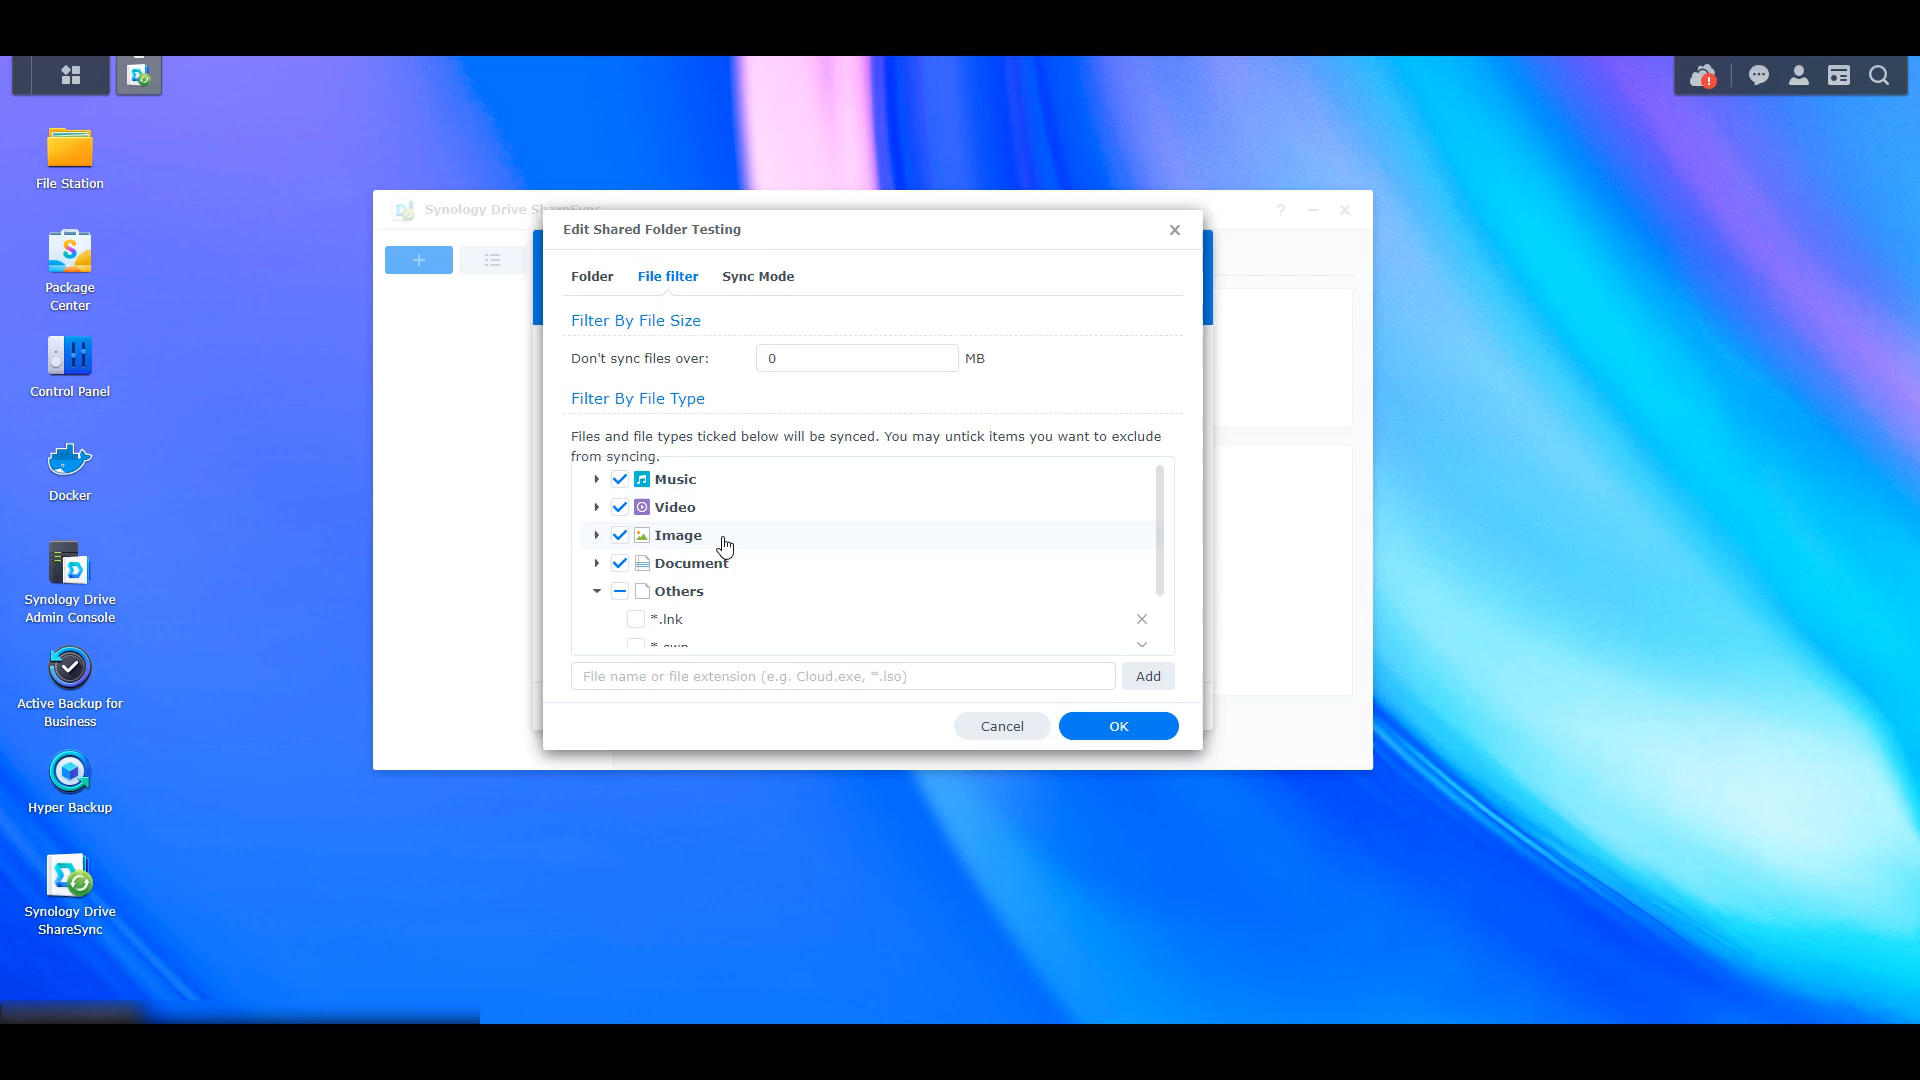 File Station
Package
Center
Control Panel
Docker
Synology Drive
Admin Console
Active Backup for
Business
Hyper Backup
Synology Drive
ShareSync
Synology Drive ShareSync
Edit Shared Folder Testing
Folder File filter Sync Mode
Filter By File Size
Don't sync files over: 0 MB
Filter By File Type
Files and file types ticked below will be synced. You may untick items you want to exclude
from syncing.
Music
Video
Image
Document
Others
*.lnk
File name or file extension (e.g. Cloud.exe, *.iso) Add
Cancel OK